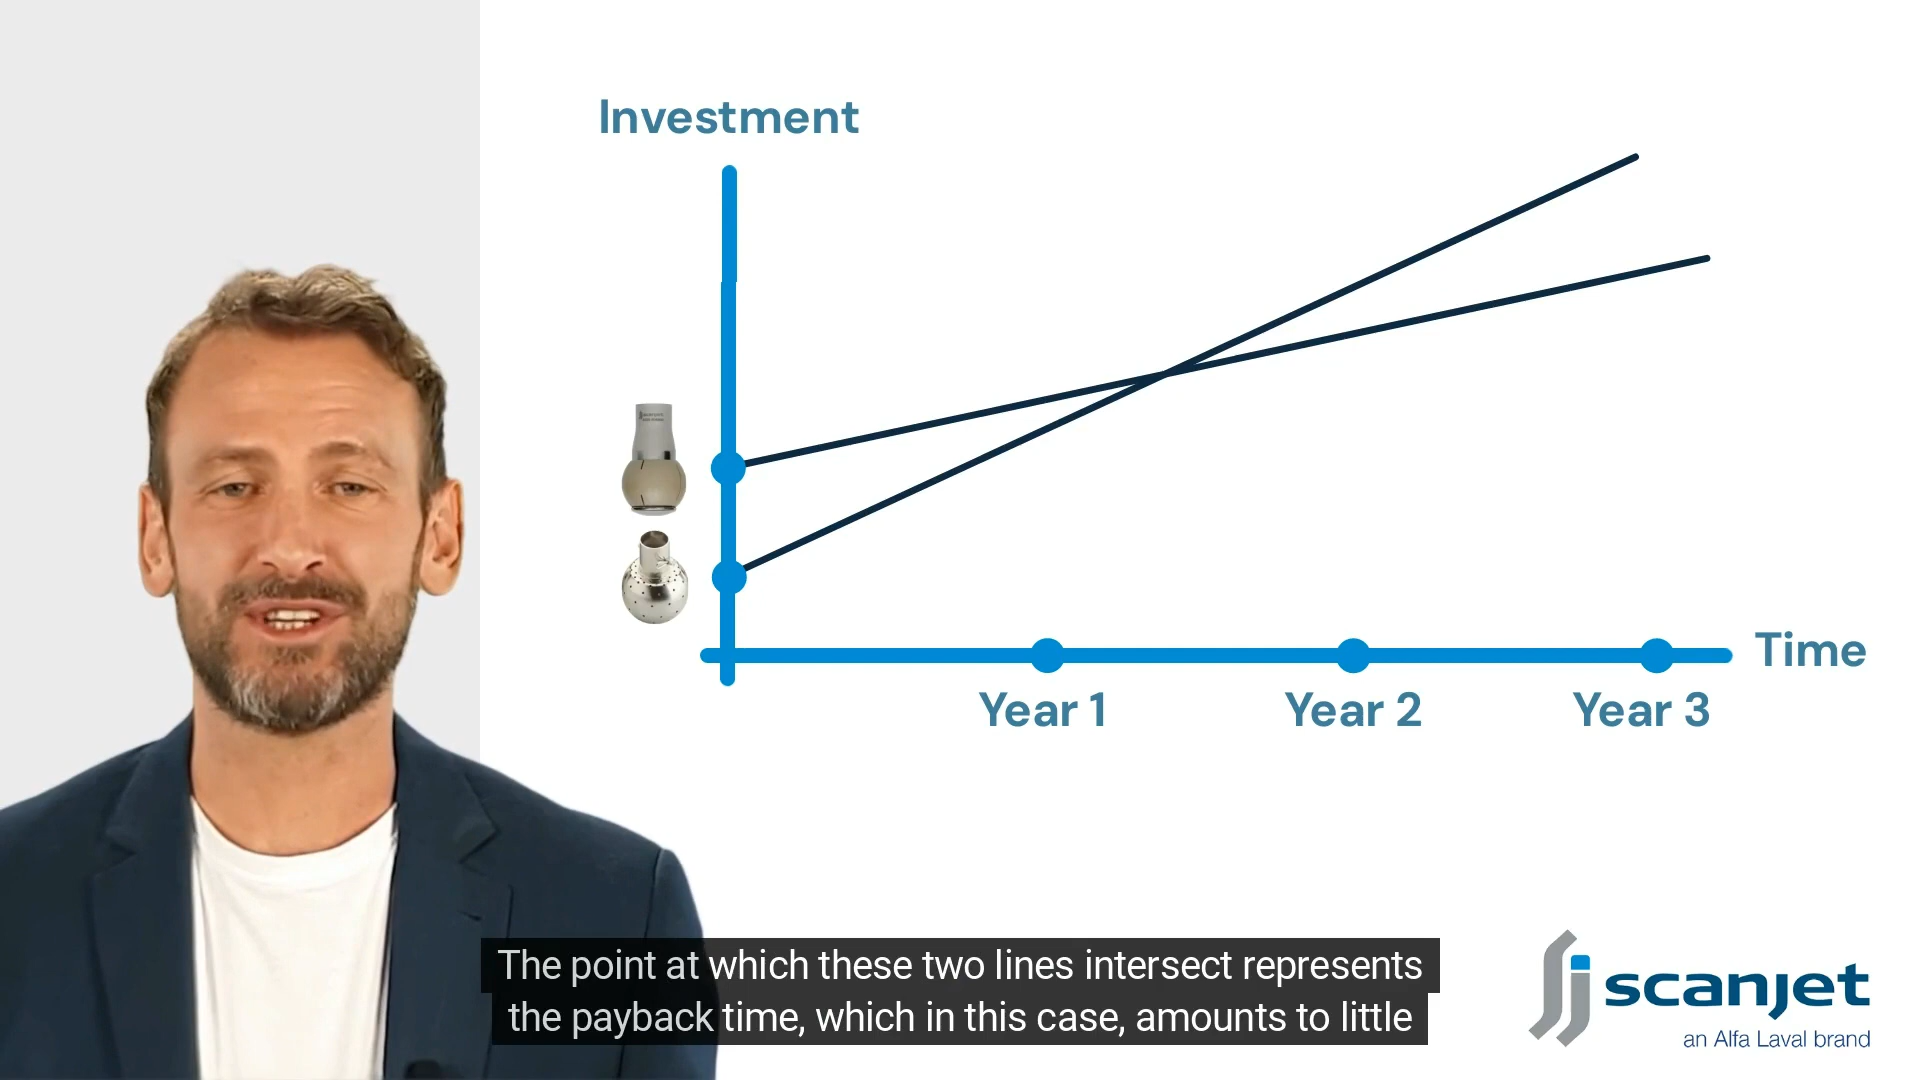 Investment
Time
Year 1
Year 2
Year 3
The point at which these two lines intersect represents
the payback time, which in this case, amounts to little
scanjet
an Alfa Laval brand